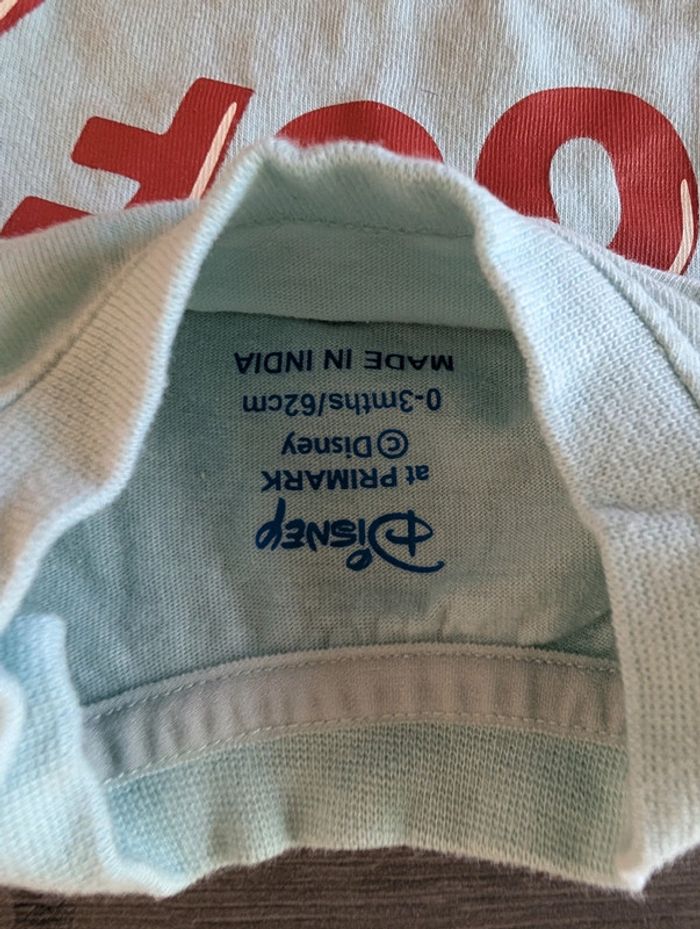 Disney
at PRIMARK
©Disney
0-3mths/62cm
MADE IN INDIA